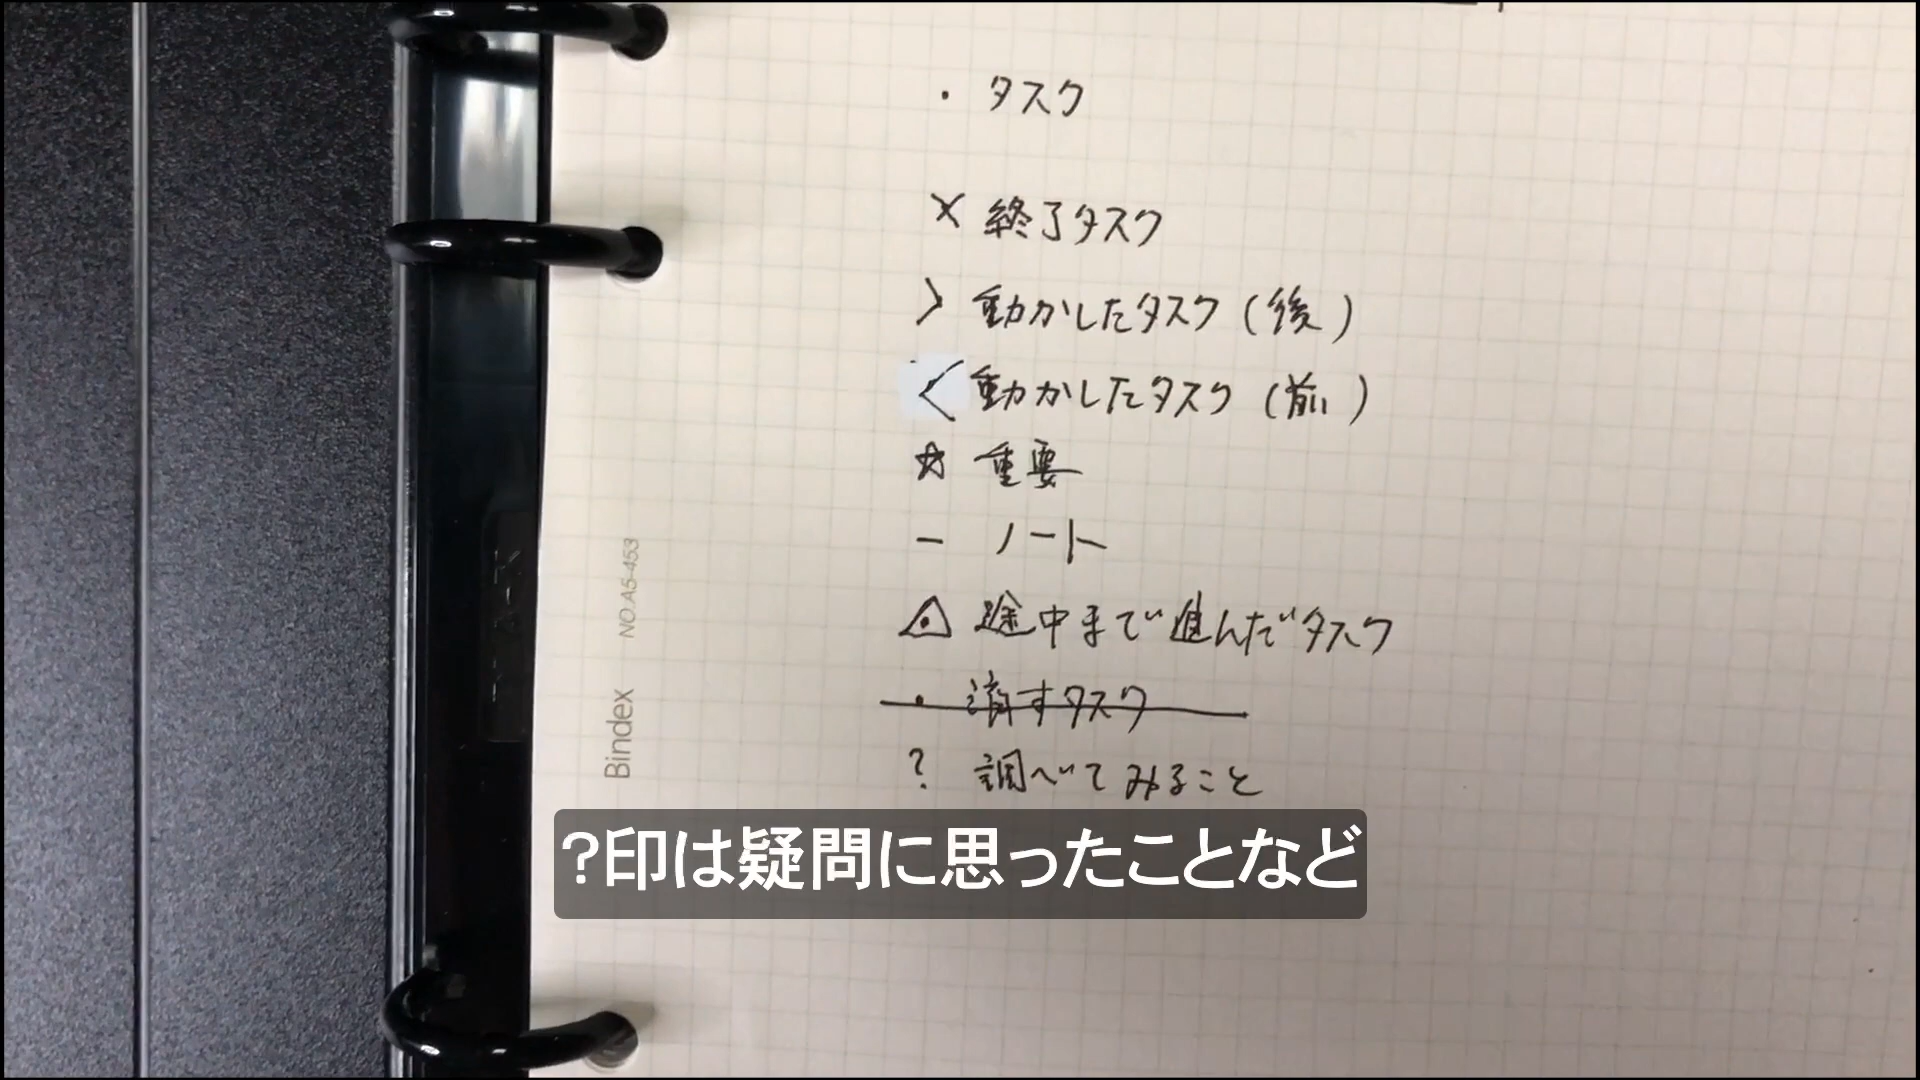 ・ タスク
× 終了タスク
> 動かしたタスク (後)
< 動かしたタスク (前)
☆ 重要
− ノート
◬ 途中まで進んだタスク
・ 消すタスク
? 調べてみること
?印は疑問に思ったことなど
Bindex NO.A5-453